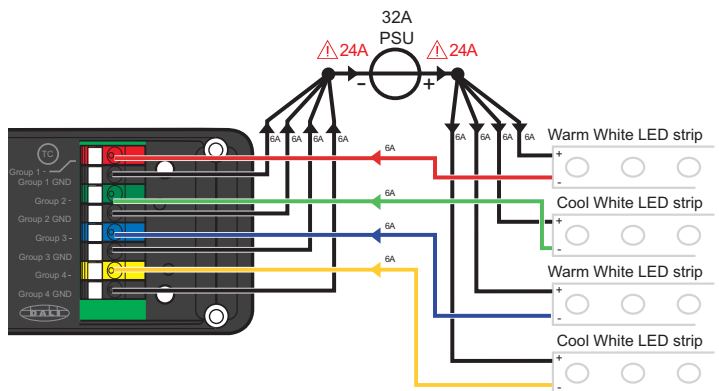 32A
PSU
24A
24A
-
+
6A
6A
6A
6A
6A
6A
6A
6A
TC
Group 1 -
Group 1 GND
Group 2 -
Group 2 GND
Group 3 -
Group 3 GND
Group 4 -
Group 4 GND
DALI
6A
6A
6A
6A
Warm White LED strip
+
-
Cool White LED strip
+
-
Warm White LED strip
+
-
Cool White LED strip
+
-